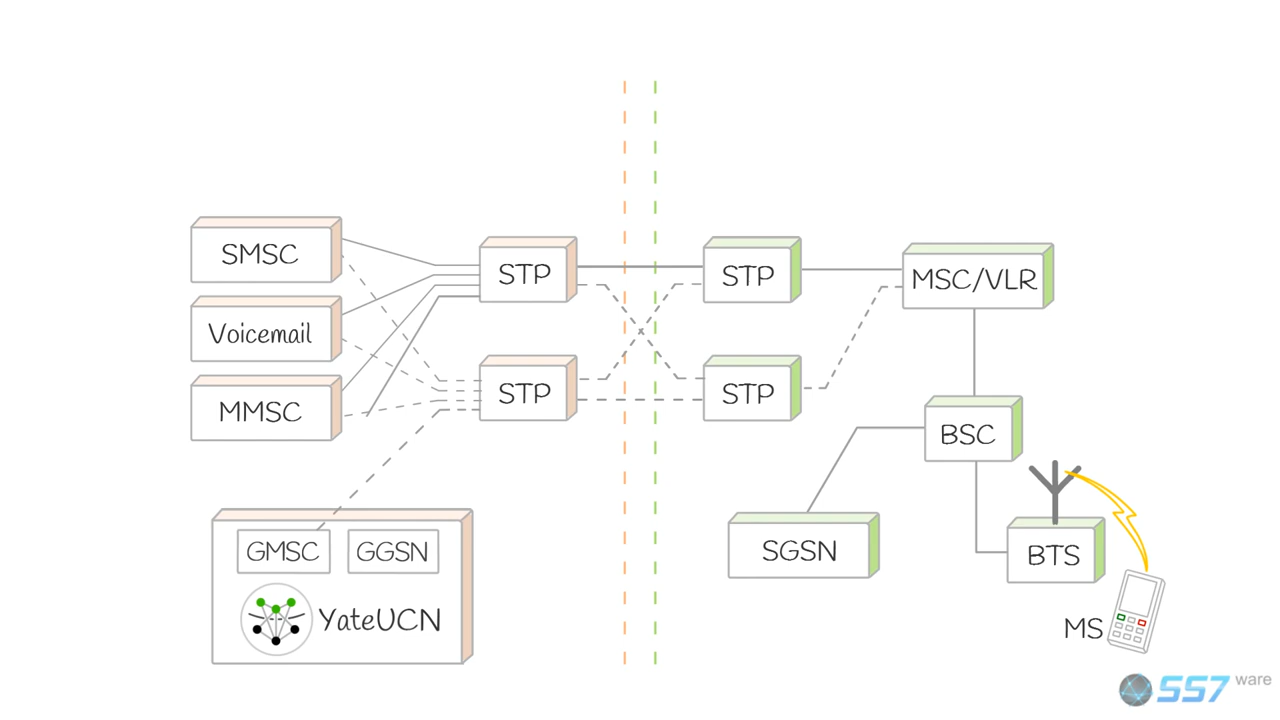 SMSC
Voicemail
MMSC
STP
STP
STP
STP
MSC/VLR
BSC
SGSN
BTS
MS
GMSC
GGSN
YateUCN
SS7 ware